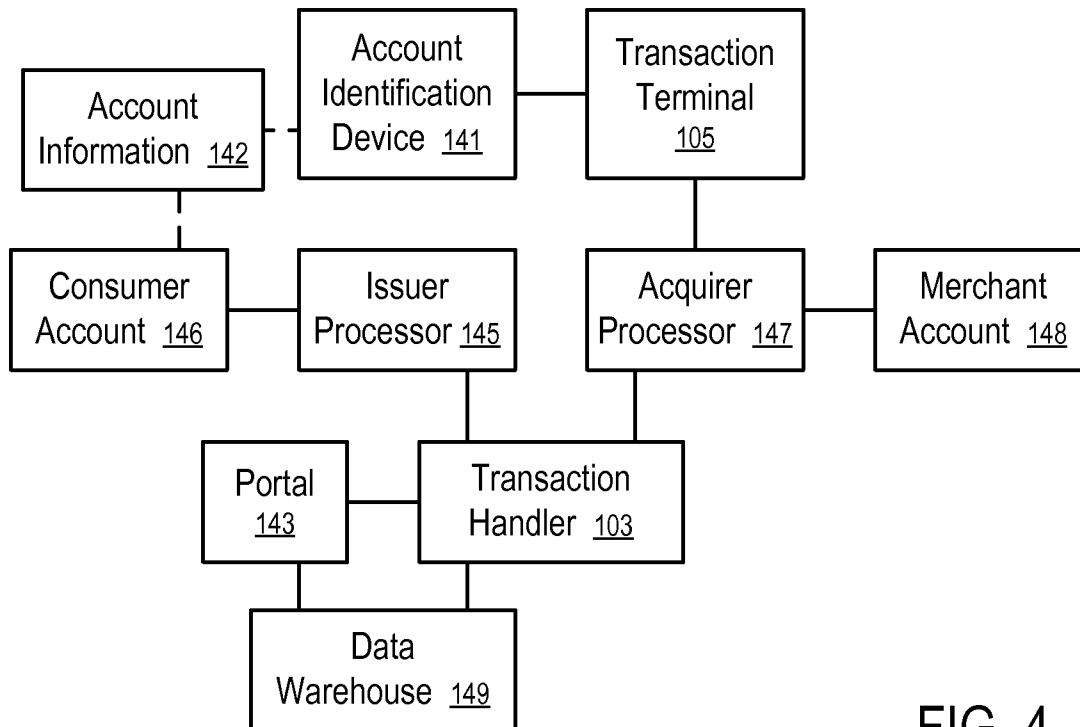 Account
Identification
Device 141
Transaction
Terminal
105
Account
Information 142
Consumer
Account 146
Issuer
Processor 145
Acquirer
Processor 147
Merchant
Account 148
Portal
143
Transaction
Handler 103
Data
Warehouse 149
FIG. 4